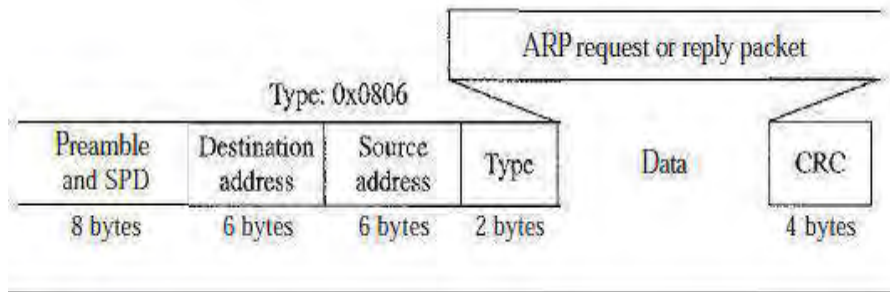 ARP request or reply packet
Type: 0x0806
Preamble
and SPD
Destination
address
Source
address
Type
Data
CRC
8 bytes
6 bytes
6 bytes
2 bytes
4 bytes